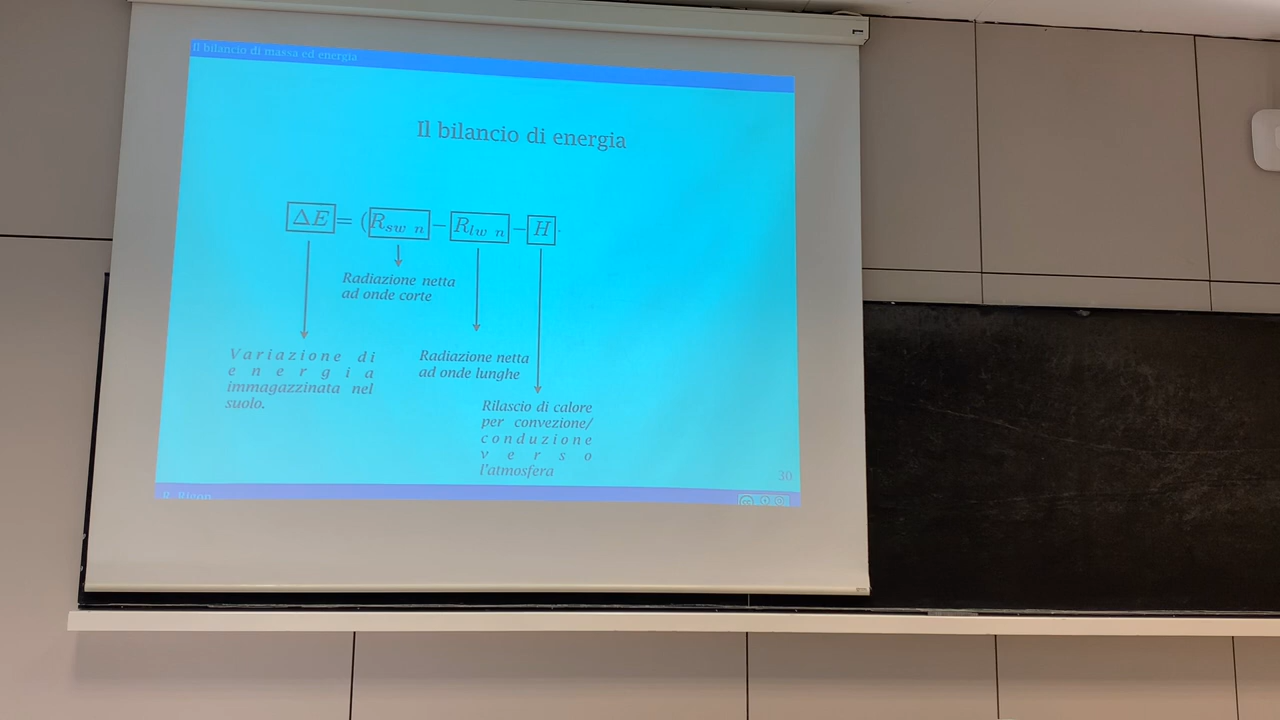 Il bilancio di massa ed energia
Il bilancio di energia
ΔE = (R_sw n − R_lw n − H
Radiazione netta
ad onde corte
Variazione di
energia
immagazzinata nel
suolo.
Radiazione netta
ad onde lunghe
Rilascio di calore
per convezione/
conduzione
verso
l'atmosfera
30
R. Rigon